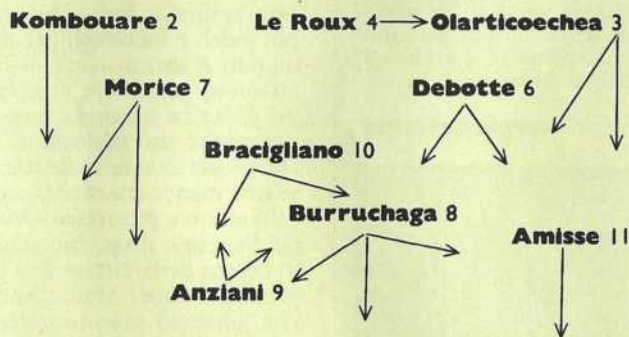 Kombouare 2 Le Roux 4 Olarticoechea 3
Morice 7 Debotte 6
Bracigliano 10
Burruchaga 8
Amisse 11
Anziani 9